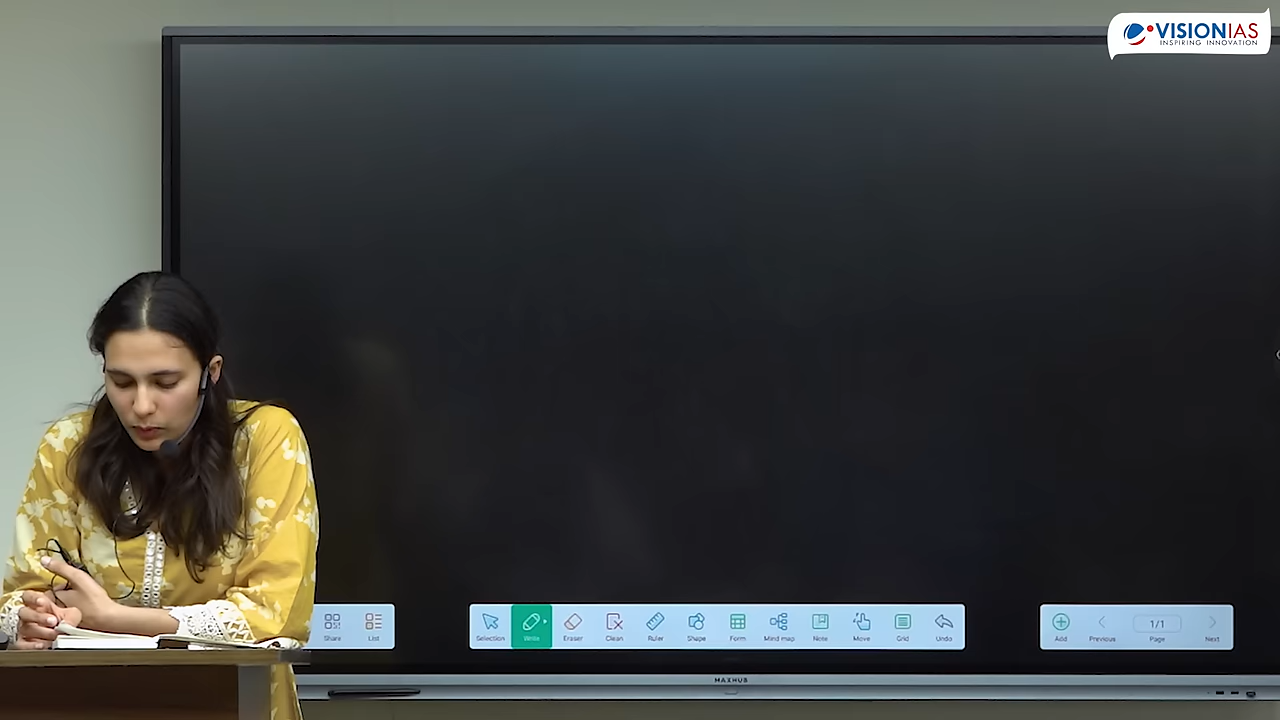 VISIONIAS
INSPIRING INNOVATION
Share
List
Selection
Write
Eraser
Clean
Ruler
Shape
Form
Mind map
Note
Move
Grid
Undo
Add
Previous
1/1
Page
Next
MAXHUB